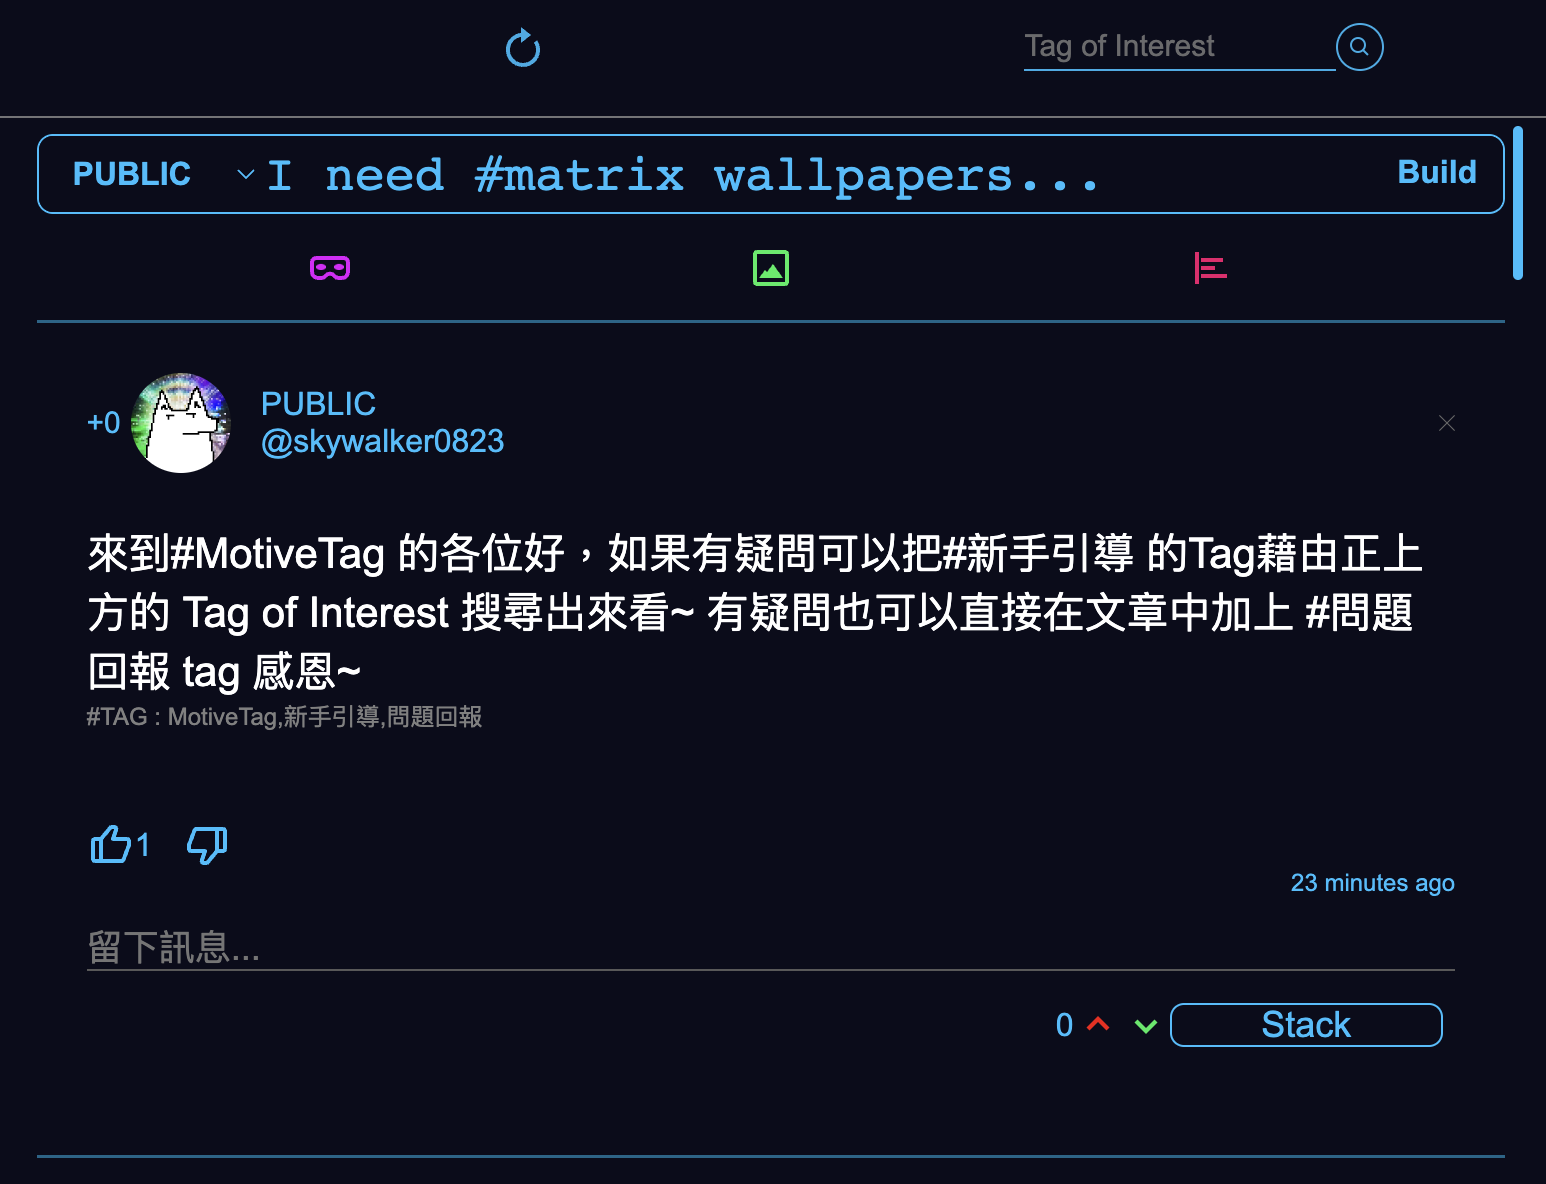 Tag of Interest
PUBLIC I need #matrix wallpapers... Build
+0
PUBLIC
@skywalker0823
來到#MotiveTag 的各位好，如果有疑問可以把#新手引導 的Tag藉由正上
方的 Tag of Interest 搜尋出來看~ 有疑問也可以直接在文章中加上 #問題
回報 tag 感恩~
#TAG : MotiveTag,新手引導,問題回報
1
23 minutes ago
留下訊息...
0 Stack